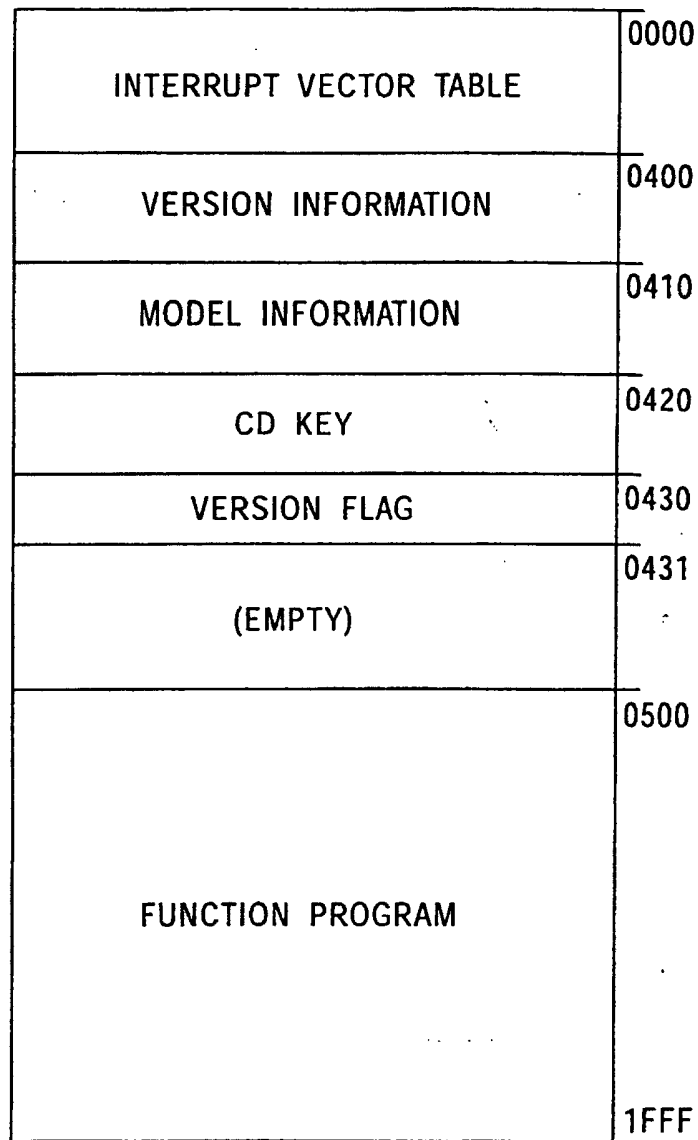 0000
INTERRUPT VECTOR TABLE
0400
VERSION INFORMATION
0410
MODEL INFORMATION
0420
CD KEY
0430
VERSION FLAG
0431
(EMPTY)
0500
FUNCTION PROGRAM
1FFF